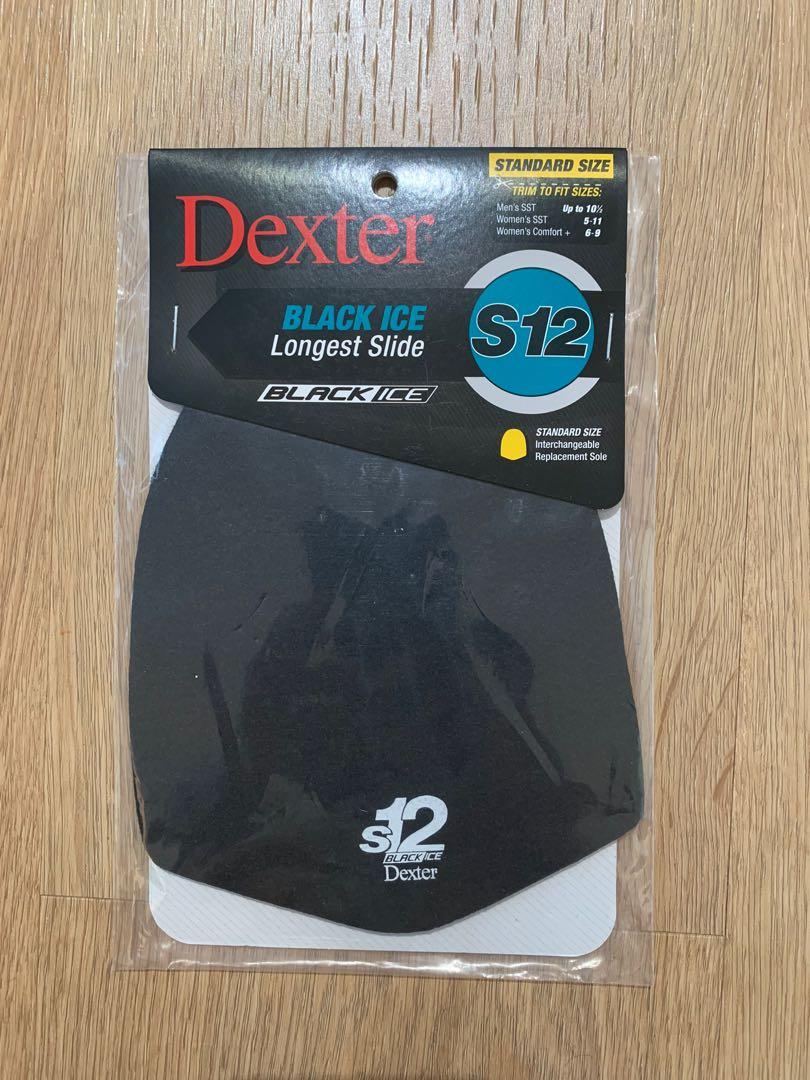 STANDARD SIZE
TRIM TO FIT SIZES:
Men's SST Up to 10½
Women's SST 5-11
Women's Comfort + 6-9
Dexter
BLACK ICE
Longest Slide
S12
BLACK ICE
STANDARD SIZE
Interchangeable
Replacement Sole
S12
BLACK ICE
Dexter